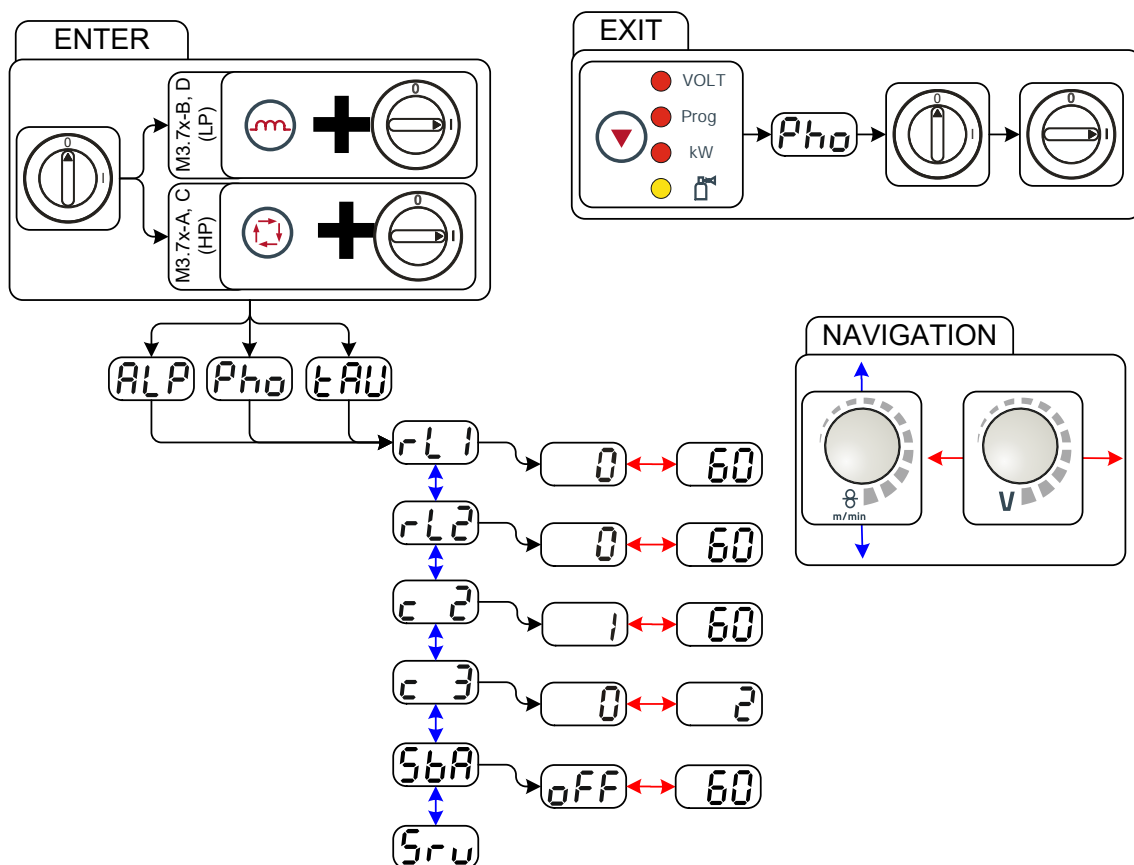 ENTER
0
I
M3.7x-B, D
(LP)
0
I
M3.7x-A, C
(HP)
0
I
EXIT
VOLT
Prog
kW
Pho
0
I
0
I
ALP
Pho
tAU
NAVIGATION
m/min
V
rL1
0
60
rL2
0
60
c 2
1
60
c 3
0
2
SbA
oFF
60
Sru